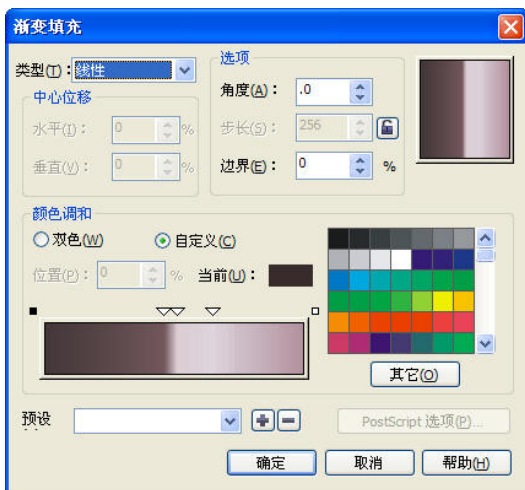 渐变填充
类型(T)：线性
选项
角度(A)： .0
中心位移
水平(I)： 0 %
步长(S)： 256
垂直(V)： 0 %
边界(E)： 0 %
颜色调和
双色(W) 自定义(C)
位置(P)： 0 % 当前(U)：
其它(O)
预设
PostScript 选项(P)...
确定 取消 帮助(H)